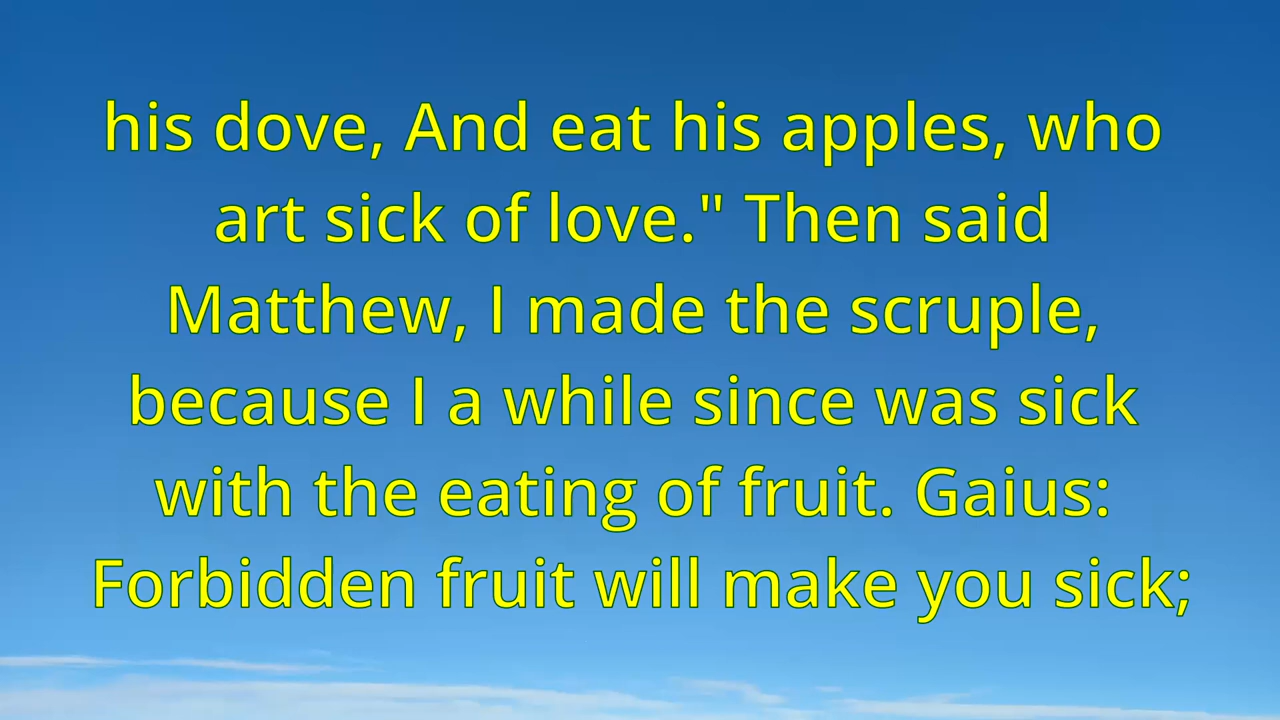 his dove, And eat his apples, who
art sick of love." Then said
Matthew, I made the scruple,
because I a while since was sick
with the eating of fruit. Gaius:
Forbidden fruit will make you sick;